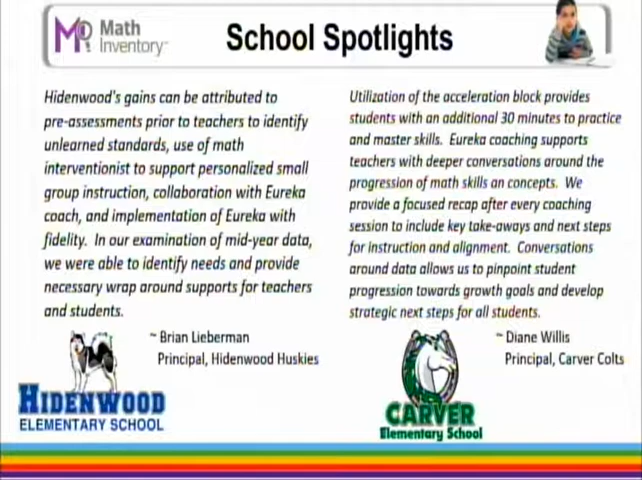 Math
Inventory
School Spotlights
Hidenwood's gains can be attributed to
pre-assessments prior to teachers to identify
unlearned standards, use of math
interventionist to support personalized small
group instruction, collaboration with Eureka
coach, and implementation of Eureka with
fidelity. In our examination of mid-year data,
we were able to identify needs and provide
necessary wrap around supports for teachers
and students.
~ Brian Lieberman
Principal, Hidenwood Huskies
HIDENWOOD
ELEMENTARY SCHOOL
Utilization of the acceleration block provides
students with an additional 30 minutes to practice
and master skills. Eureka coaching supports
teachers with deeper conversations around the
progression of math skills an concepts. We
provide a focused recap after every coaching
session to include key take-aways and next steps
for instruction and alignment. Conversations
around data allows us to pinpoint student
progression towards growth goals and develop
strategic next steps for all students.
~ Diane Willis
Principal, Carver Colts
CARVER
Elementary School